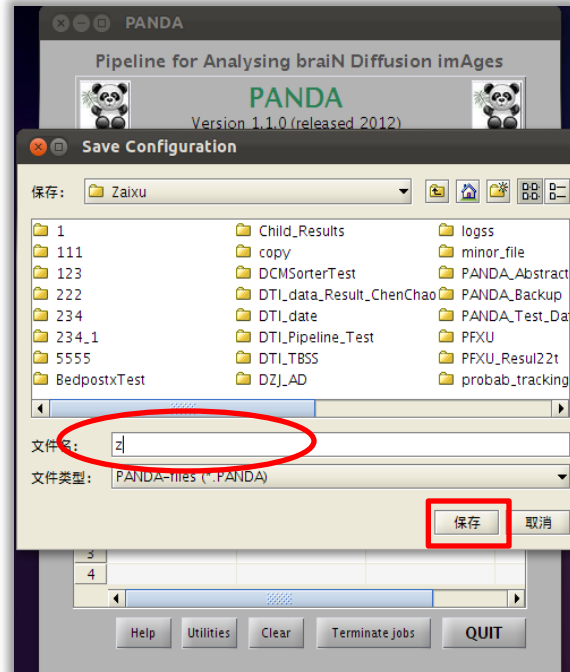 PANDA
Pipeline for Analysing braiN Diffusion imAges
PANDA
Version 1.1.0 (released 2012)
Save Configuration
保存: Zaixu
1 Child_Results logss
111 copy minor_file
123 DCMSorterTest PANDA_Abstract
222 DTI_data_Result_ChenChao PANDA_Backup
234 DTI_date PANDA_Test_Dat
234_1 DTI_Pipeline_Test PFXU
5555 DTI_TBSS PFXU_Resul22t
BedpostxTest DZJ_AD probab_tracking
文件名: z
文件类型: PANDA-files (*.PANDA)
保存 取消
3
4
Help Utilities Clear Terminate jobs QUIT